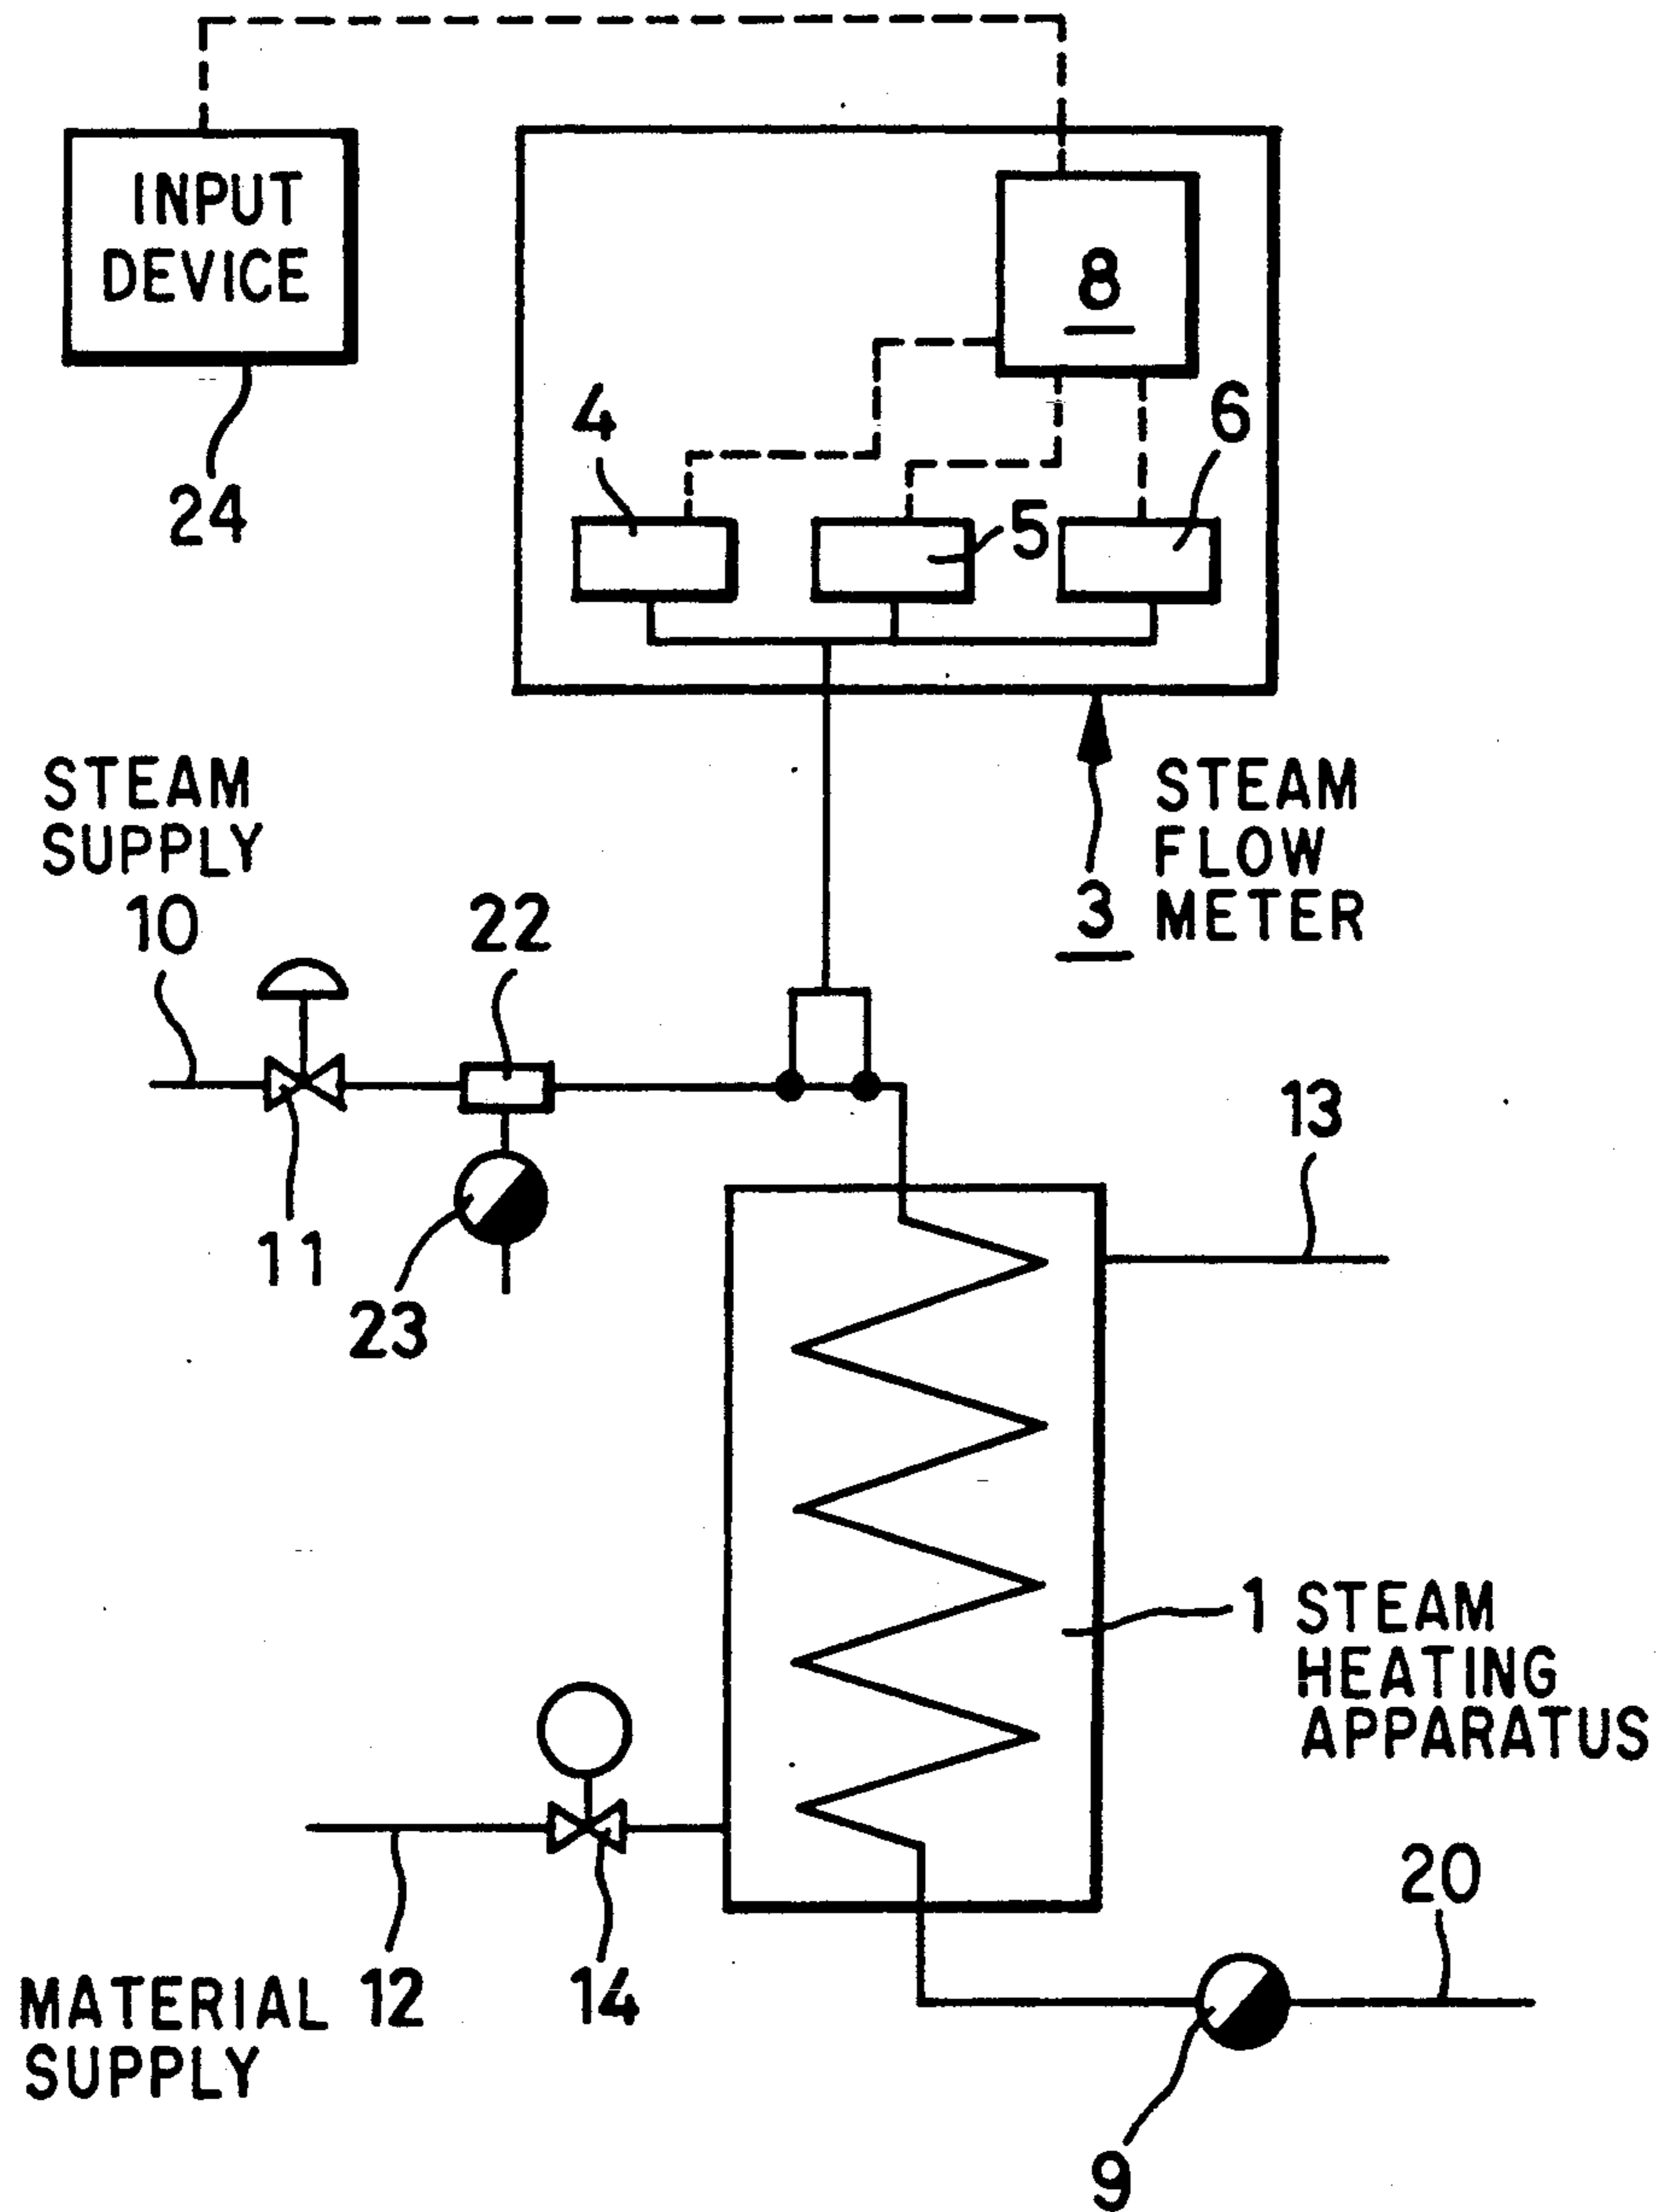 INPUT
DEVICE
24
8
4
5
6
STEAM
SUPPLY
10
22
3
STEAM
FLOW
METER
11
23
13
1
STEAM
HEATING
APPARATUS
12
14
MATERIAL
SUPPLY
20
9